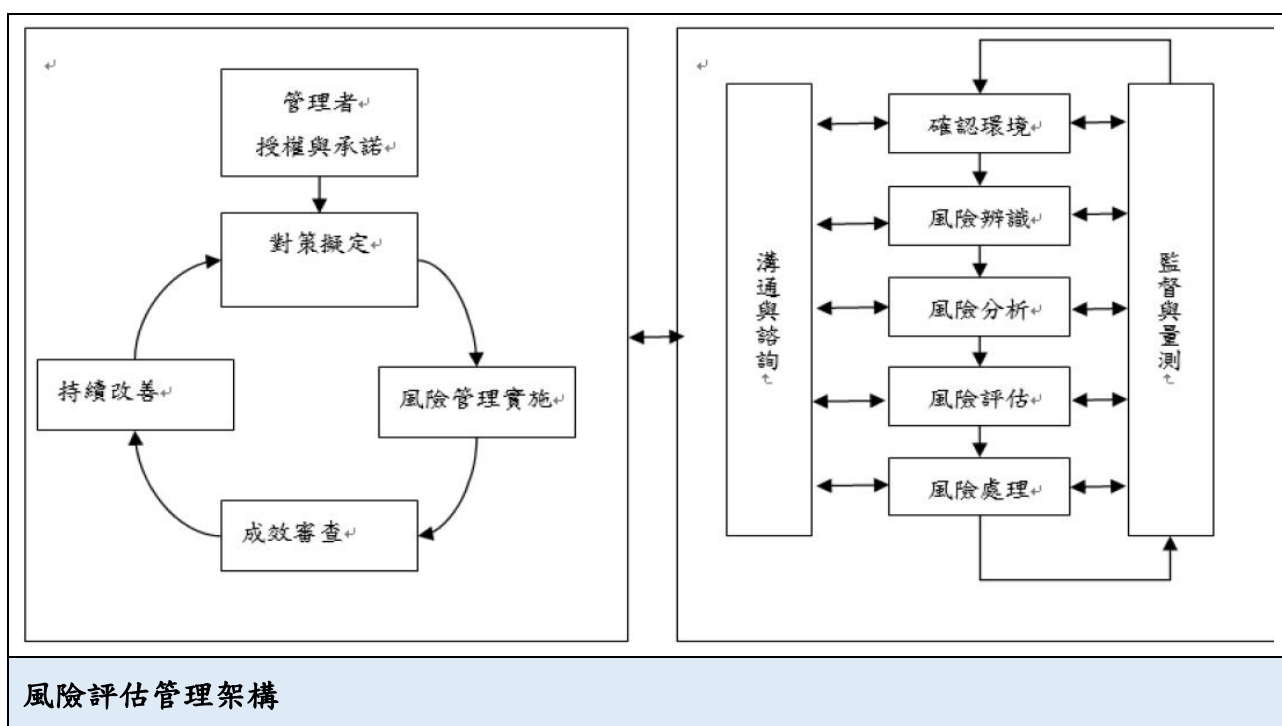 管理者
授權與承諾
對策擬定
風險管理實施
成效審查
持續改善
溝通與諮詢
確認環境
風險辨識
風險分析
風險評估
風險處理
監督與量測
風險評估管理架構